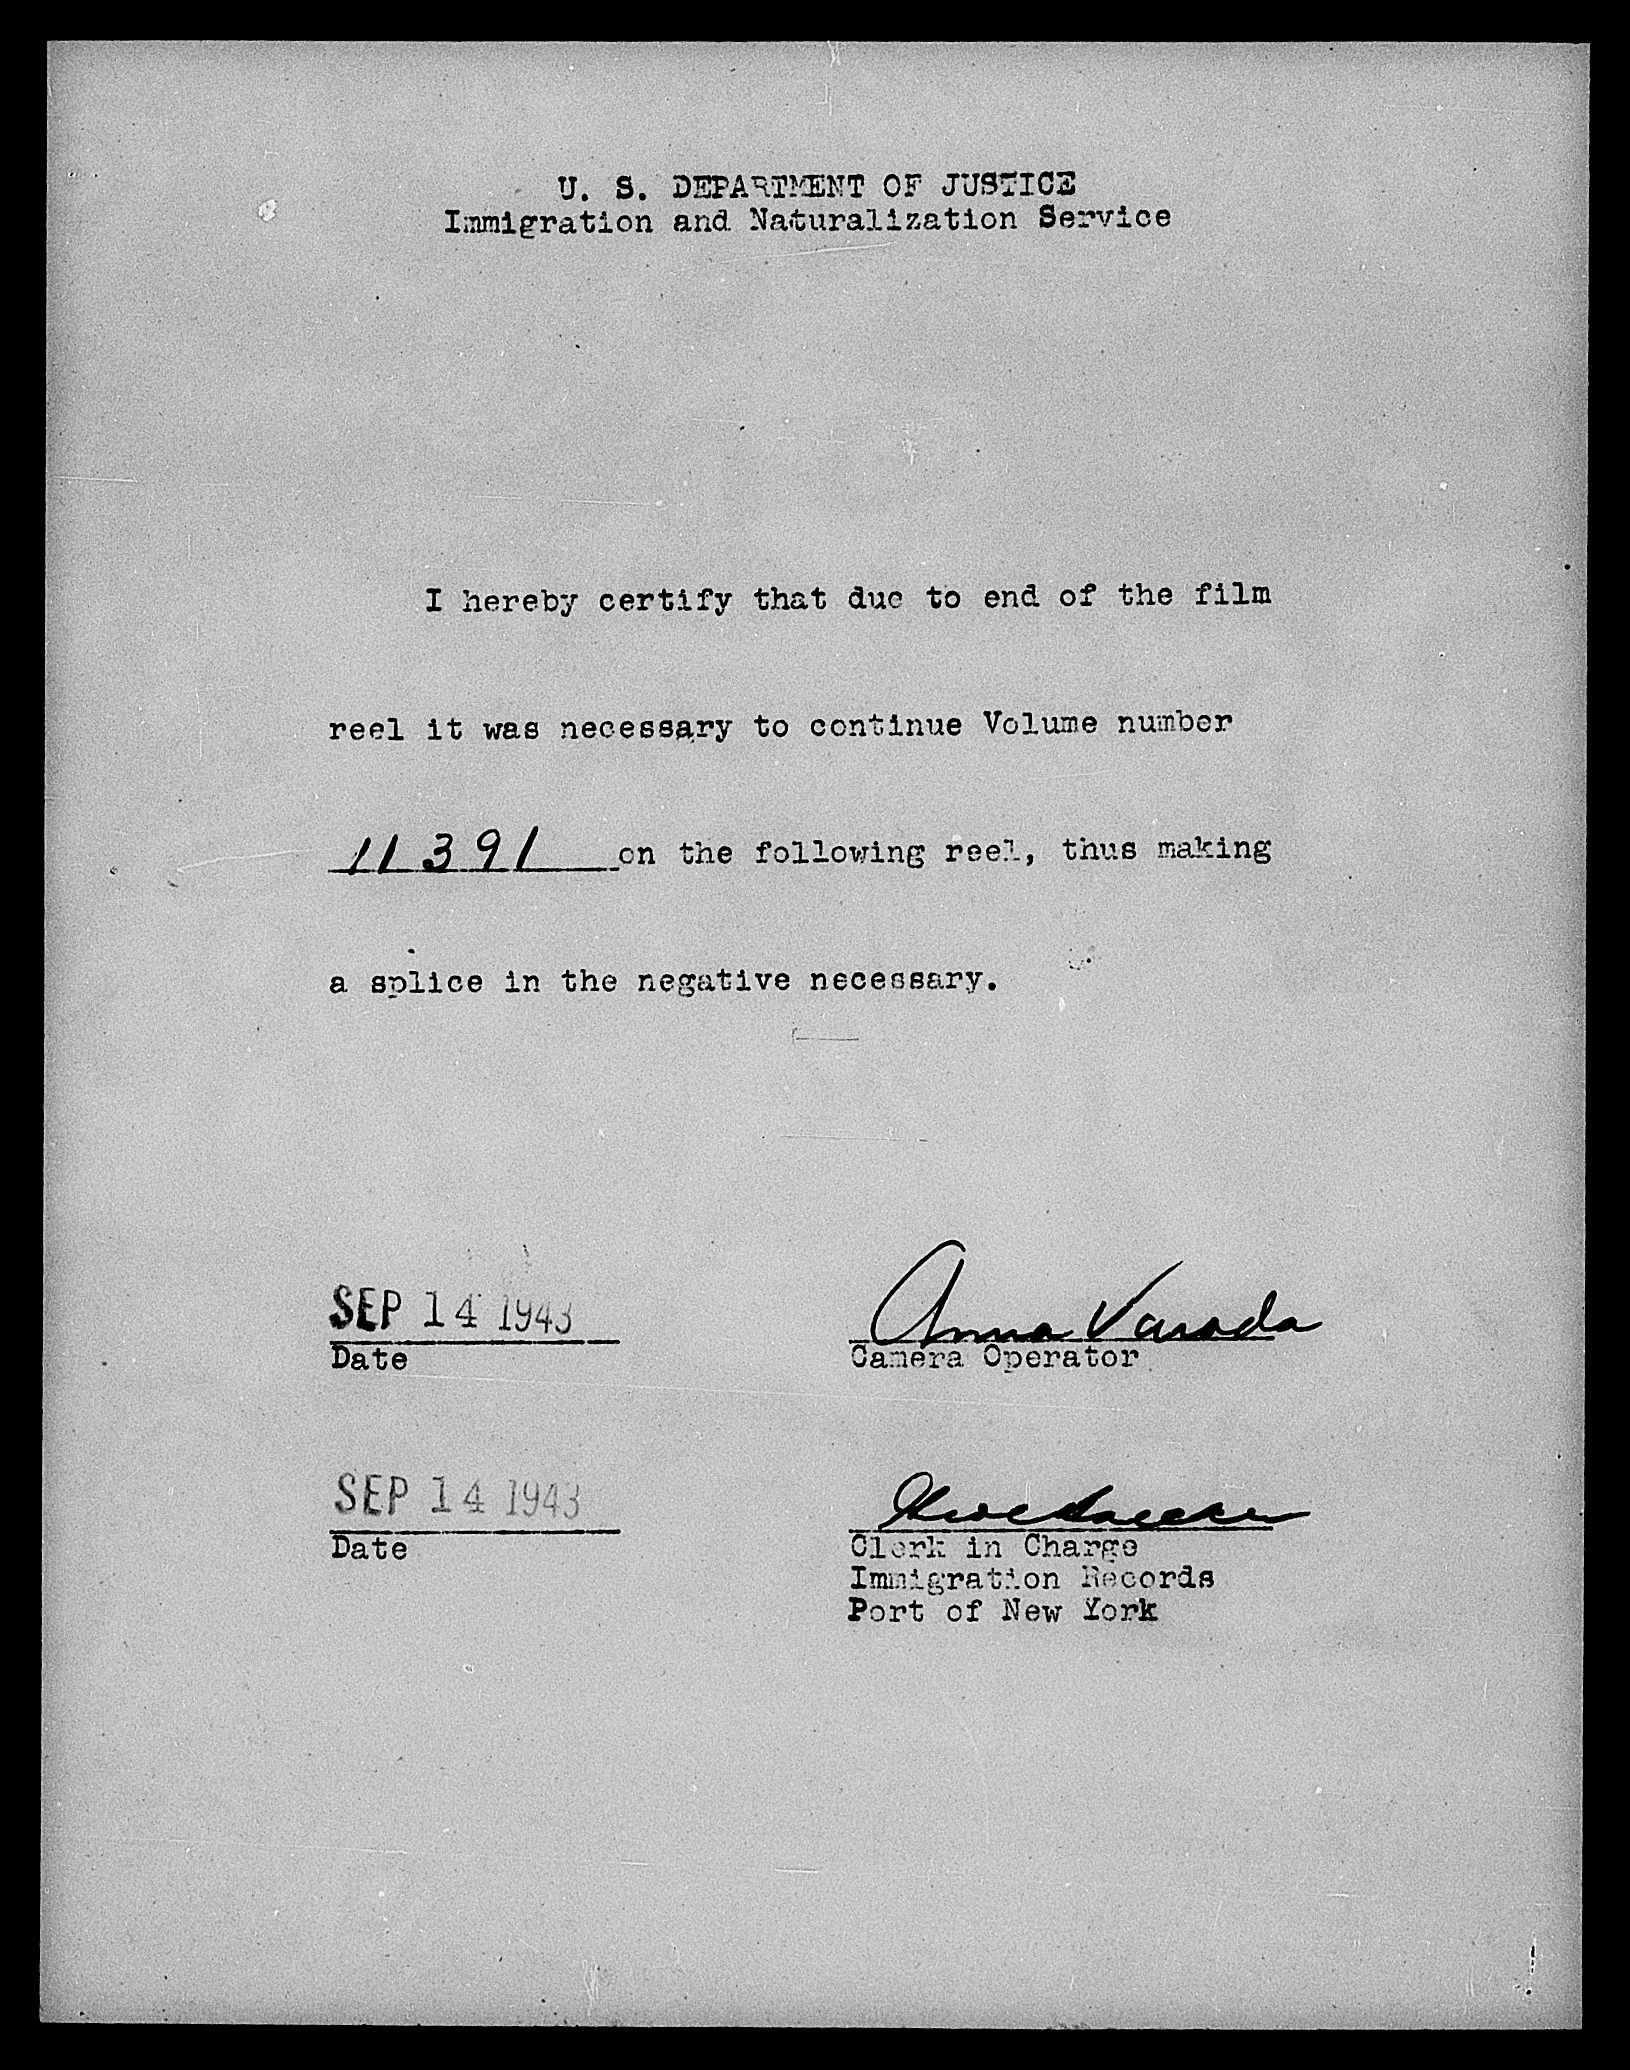 U. S. DEPARTMENT OF JUSTICE
Immigration and Naturalization Service
I hereby certify that due to end of the film
reel it was necessary to continue Volume number
11391 on the following reel, thus making
a splice in the negative necessary.
SEP 14 1943
Anna Varada
Date
Camera Operator
SEP 14 1943
Date
Clerk in Charge
Immigration Records
Port of New York